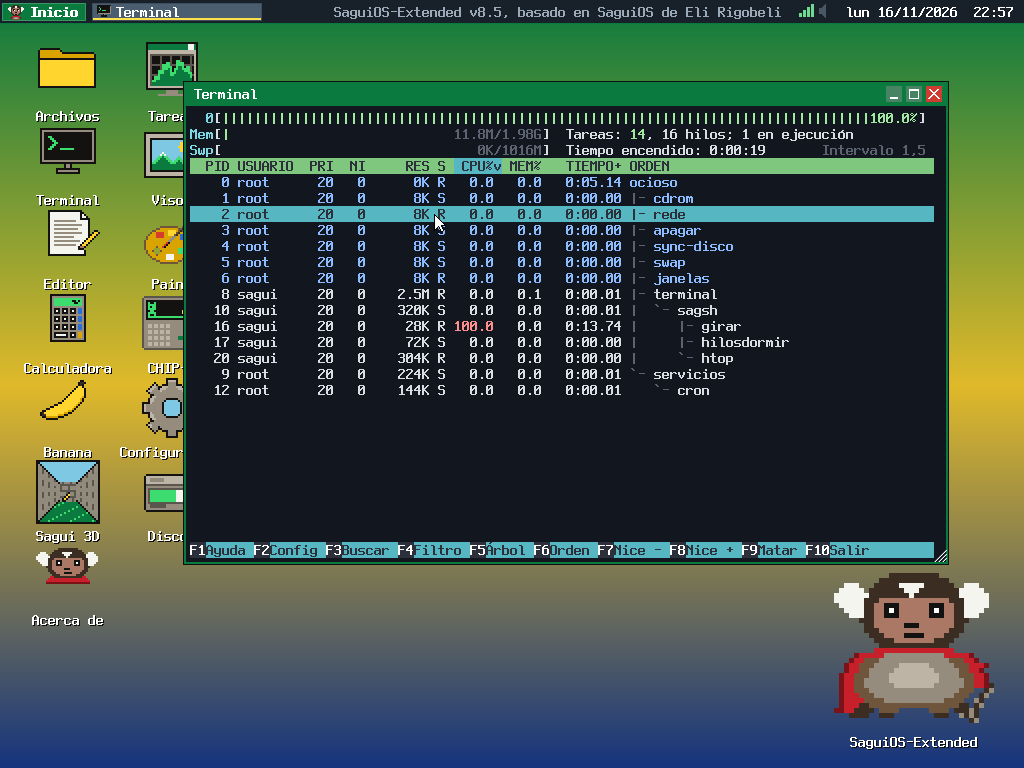 Inicio Terminal SaguiOS-Extended v8.5, basado en SaguiOS de Eli Rigobeli lun 16/11/2026 22:57
Archivos
Tarea
Terminal
Viso
Editor
Pain
Calculadora
CHIP-
Banana
Configur
Sagui 3D
Disco
Acerca de
Terminal
0[||||||||||||||||||||||||||||||||||||||||||||||||||||||||||||||||||||||||||||||||100.0%]
Mem[| 11.8M/1.98G] Tareas: 14, 16 hilos; 1 en ejecución
Swp[ 0K/1016M] Tiempo encendido: 0:00:19 Intervalo 1,5
PID USUARIO PRI NI RES S CPU%v MEM% TIEMPO+ ORDEN
0 root 20 0 0K R 0.0 0.0 0:05.14 ocioso
1 root 20 0 8K S 0.0 0.0 0:00.00 |- cdrom
2 root 20 0 8K R 0.0 0.0 0:00.00 |- rede
3 root 20 0 8K S 0.0 0.0 0:00.00 |- apagar
4 root 20 0 8K S 0.0 0.0 0:00.00 |- sync-disco
5 root 20 0 8K S 0.0 0.0 0:00.00 |- swap
6 root 20 0 8K R 0.0 0.0 0:00.00 |- janelas
8 sagui 20 0 2.5M R 0.0 0.1 0:00.01 |- terminal
10 sagui 20 0 320K S 0.0 0.0 0:00.01 | `- sagsh
16 sagui 20 0 28K R 100.0 0.0 0:13.74 | |- girar
17 sagui 20 0 72K S 0.0 0.0 0:00.00 | |- hilosdormir
20 sagui 20 0 304K R 0.0 0.0 0:00.00 | `- htop
9 root 20 0 224K S 0.0 0.0 0:00.01 `- servicios
12 root 20 0 144K S 0.0 0.0 0:00.01 `- cron
F1Ayuda F2Config F3Buscar F4Filtro F5Árbol F6Orden F7Nice - F8Nice + F9Matar F10Salir
SaguiOS-Extended